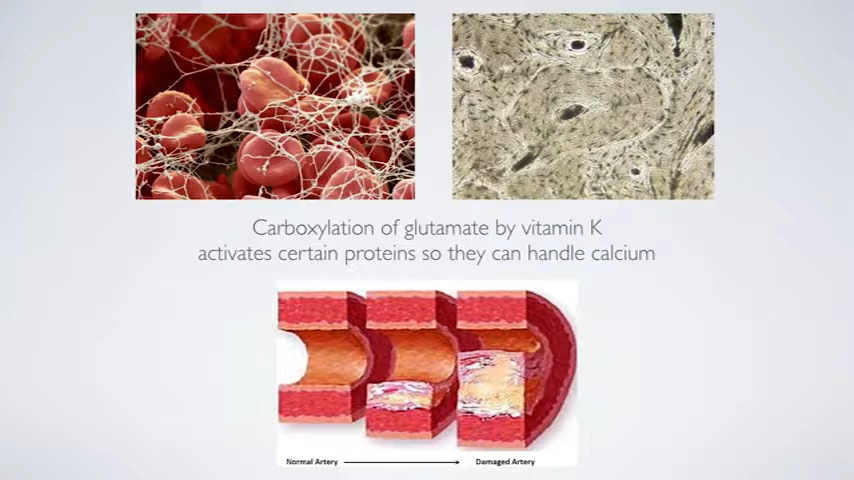 Carboxylation of glutamate by vitamin K
activates certain proteins so they can handle calcium
Normal Artery
Damaged Artery